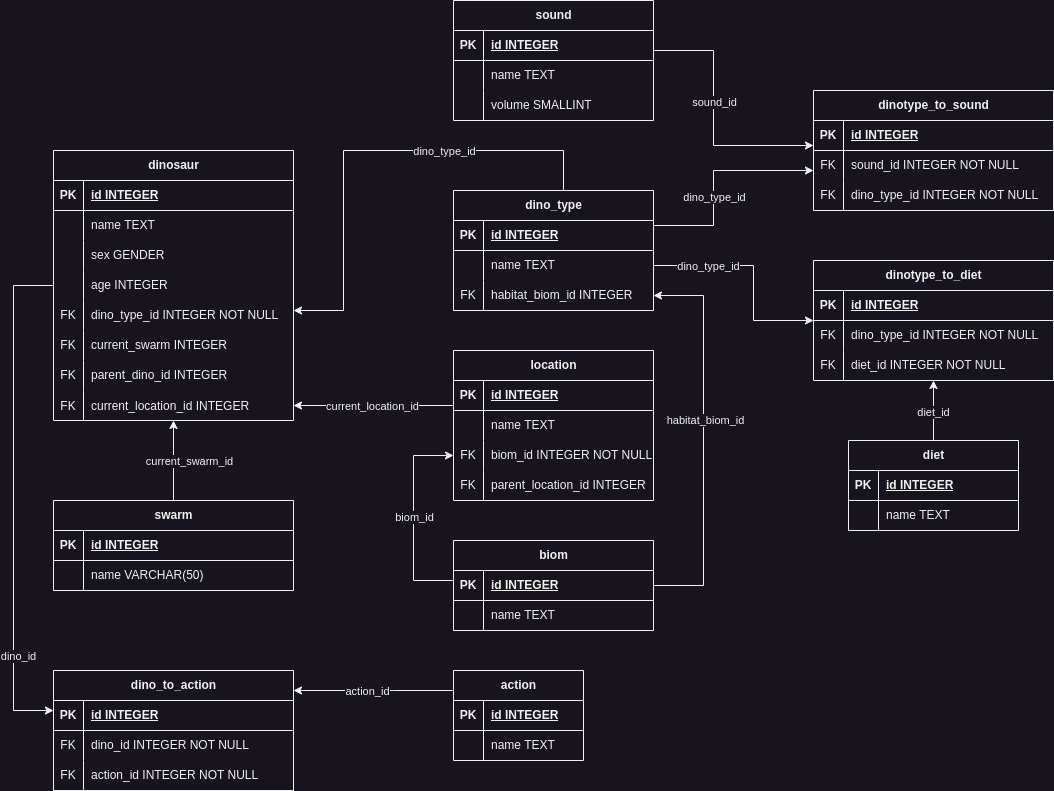 sound
PK id INTEGER
name TEXT
volume SMALLINT
sound_id
dinotype_to_sound
PK id INTEGER
FK sound_id INTEGER NOT NULL
FK dino_type_id INTEGER NOT NULL
dino_type_id
dinosaur
PK id INTEGER
name TEXT
sex GENDER
age INTEGER
FK dino_type_id INTEGER NOT NULL
FK current_swarm INTEGER
FK parent_dino_id INTEGER
FK current_location_id INTEGER
dino_type_id
dino_type
PK id INTEGER
name TEXT
FK habitat_biom_id INTEGER
dino_type_id
dinotype_to_diet
PK id INTEGER
FK dino_type_id INTEGER NOT NULL
FK diet_id INTEGER NOT NULL
location
PK id INTEGER
name TEXT
FK biom_id INTEGER NOT NULL
FK parent_location_id INTEGER
current_location_id
habitat_biom_id
diet_id
diet
PK id INTEGER
name TEXT
current_swarm_id
swarm
PK id INTEGER
name VARCHAR(50)
biom_id
biom
PK id INTEGER
name TEXT
dino_id
dino_to_action
PK id INTEGER
FK dino_id INTEGER NOT NULL
FK action_id INTEGER NOT NULL
action_id
action
PK id INTEGER
name TEXT